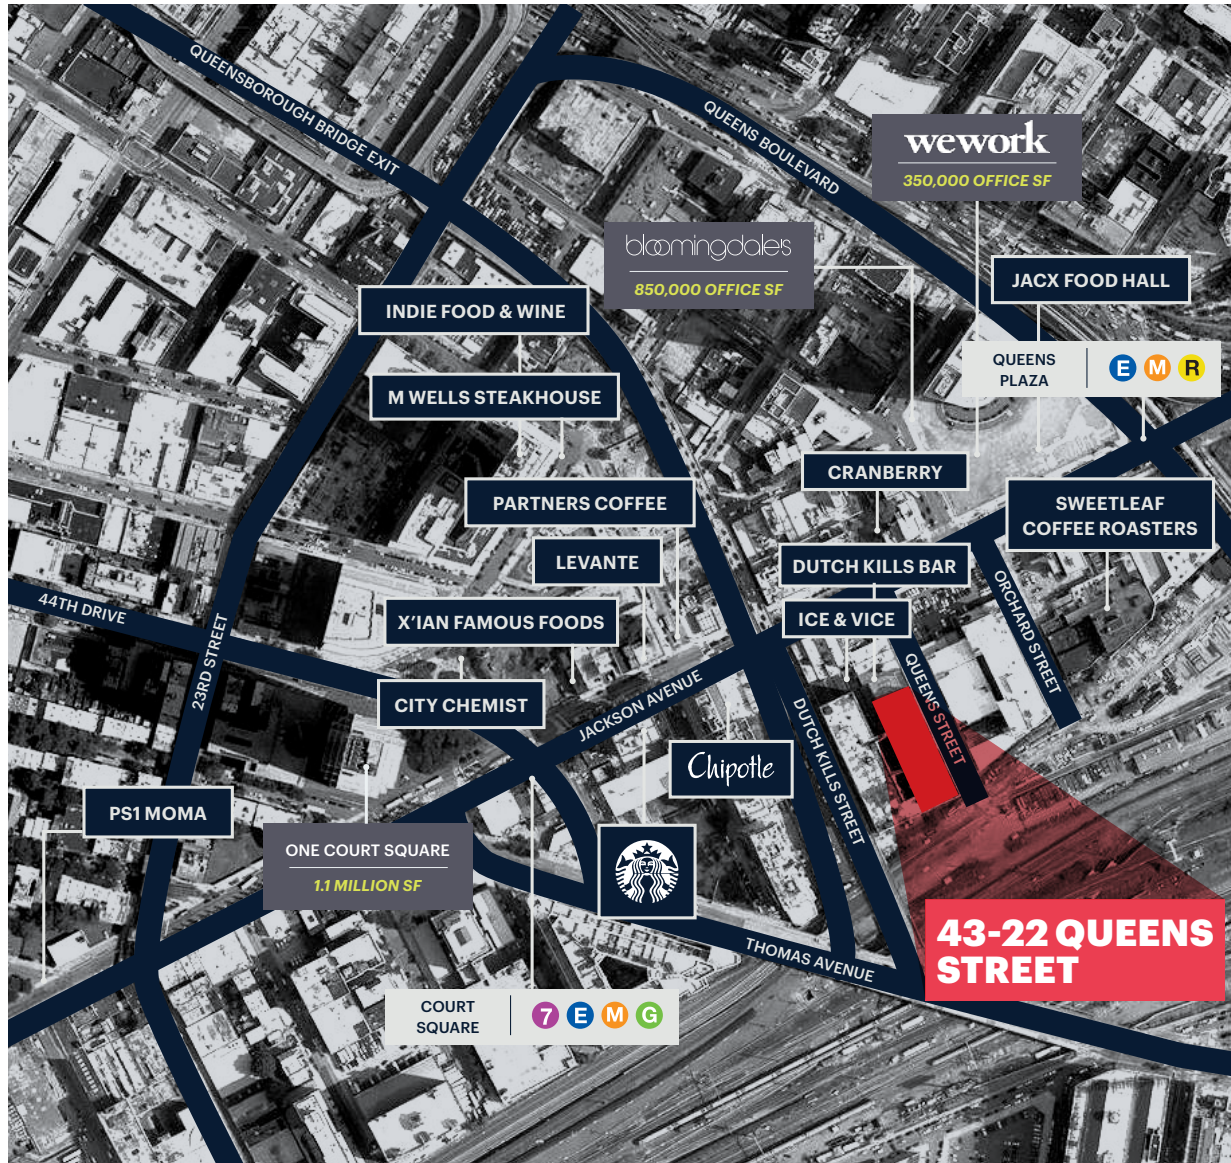 QUEENSBOROUGH BRIDGE EXIT
QUEENS BOULEVARD
wework
350,000 OFFICE SF
bloomingdale's
850,000 OFFICE SF
JACX FOOD HALL
INDIE FOOD & WINE
QUEENS
PLAZA
E M R
M WELLS STEAKHOUSE
CRANBERRY
PARTNERS COFFEE
SWEETLEAF
COFFEE ROASTERS
LEVANTE
DUTCH KILLS BAR
44TH DRIVE
ORCHARD STREET
X'IAN FAMOUS FOODS
ICE & VICE
23RD STREET
QUEENS STREET
CITY CHEMIST
JACKSON AVENUE
DUTCH KILLS STREET
Chipotle
PS1 MOMA
ONE COURT SQUARE
1.1 MILLION SF
43-22 QUEENS
STREET
THOMAS AVENUE
COURT
SQUARE
7 E M G